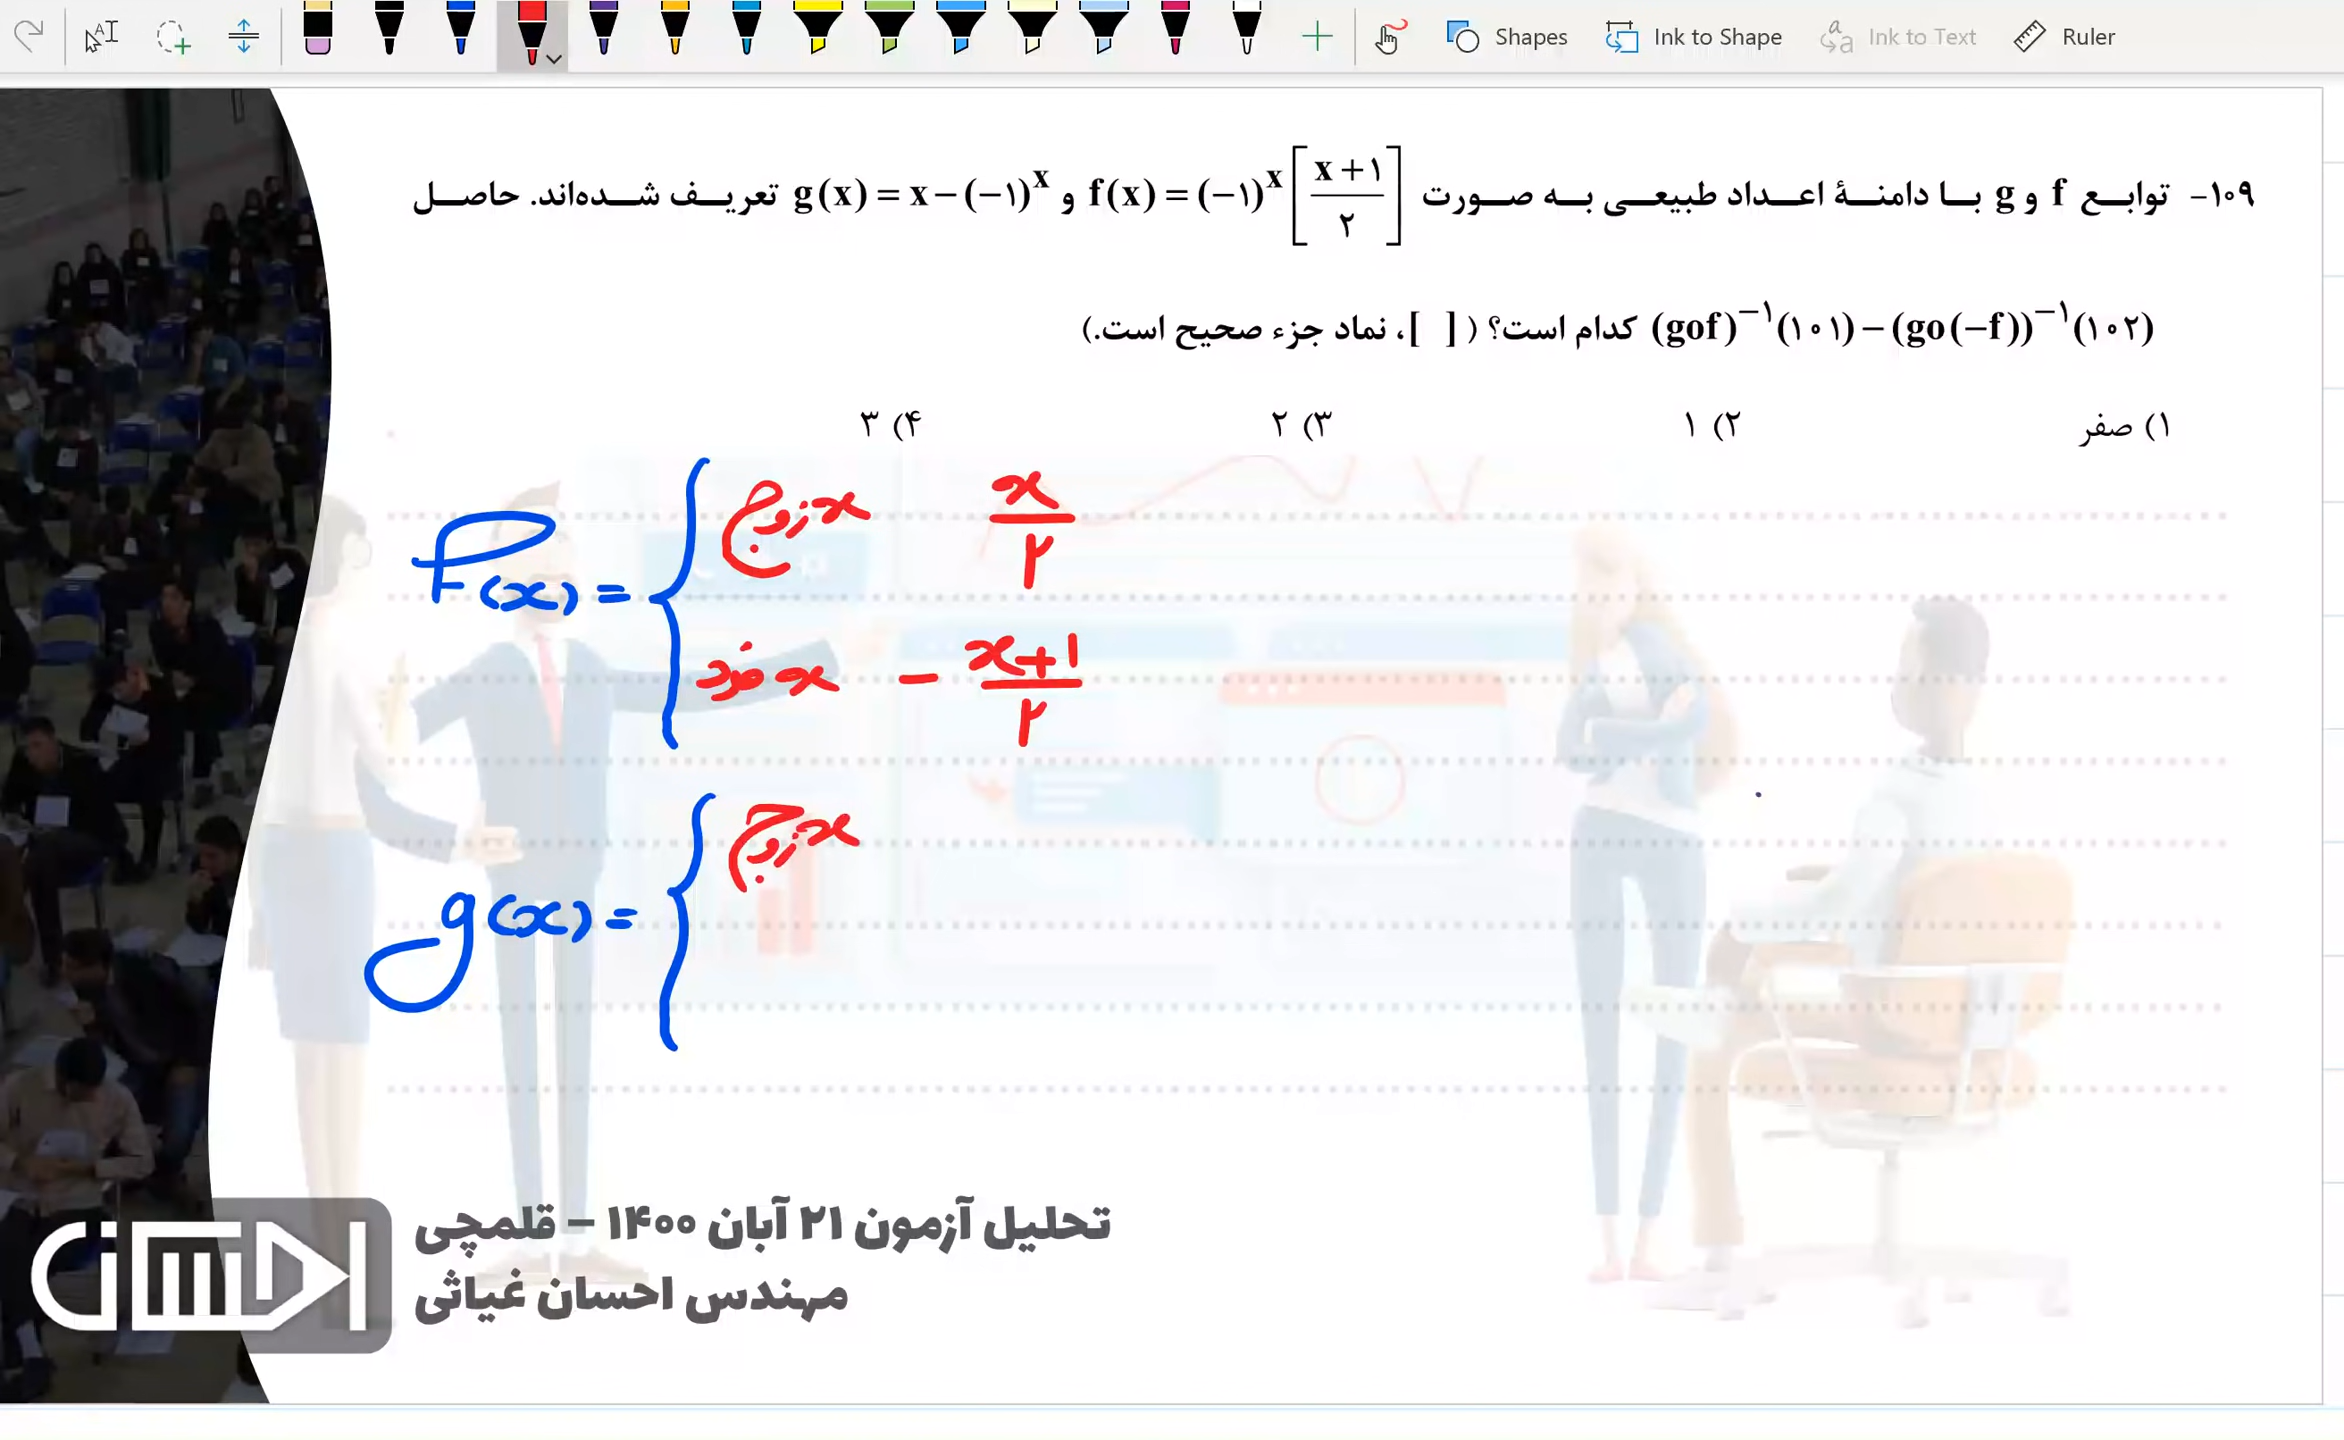 Shapes Ink to Shape Ink to Text Ruler
۱۰۹- توابع f و g با دامنهٔ اعداد طبیعی به صورت f(x) = (−۱)^x [(x+۱)/۲] و g(x) = x − (−۱)^x تعریف شده‌اند. حاصل
(gof)^−۱(۱۰۱) − (go(−f))^−۱(۱۰۲) کدام است؟ ( [ ]، نماد جزء صحیح است.)
۱) صفر ۲) ۱ ۳) ۲ ۴) ۳
f(x) = {
x زوج x/۲
x فرد − (x+۱)/۲
g(x) = {
x زوج
تحلیل آزمون ۲۱ آبان ۱۴۰۰ – قلمچی
مهندس احسان غیاثی